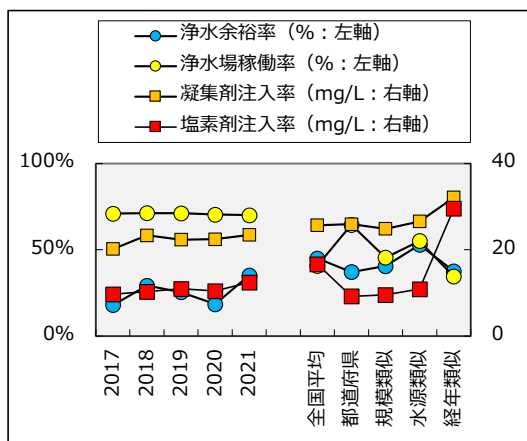 浄水余裕率（%：左軸）
浄水場稼働率（%：左軸）
凝集剤注入率（mg/L：右軸）
塩素剤注入率（mg/L：右軸）
100%
40
50%
20
0%
0
2017
2018
2019
2020
2021
全国平均
都道府県
規模類似
水源類似
経年類似